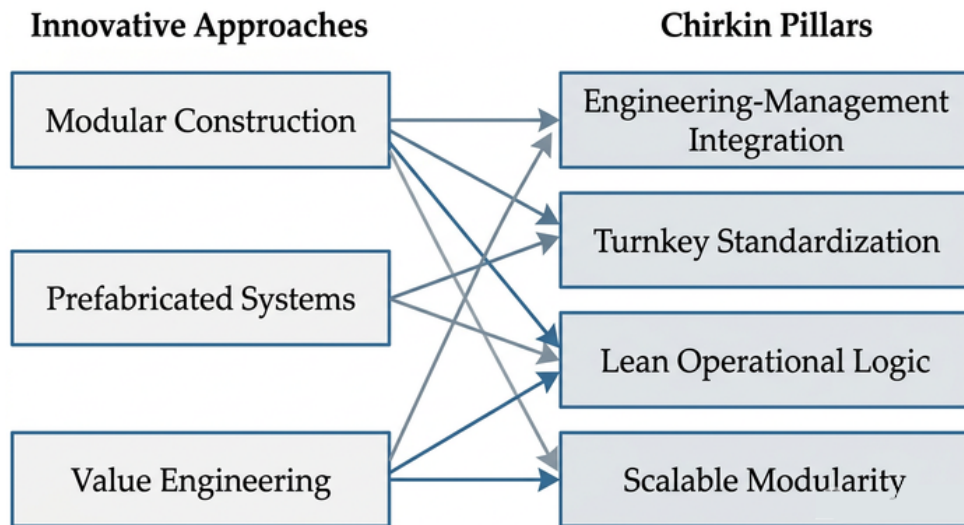 Innovative Approaches
Chirkin Pillars
Modular Construction
Prefabricated Systems
Value Engineering
Engineering-Management
Integration
Turnkey Standardization
Lean Operational Logic
Scalable Modularity